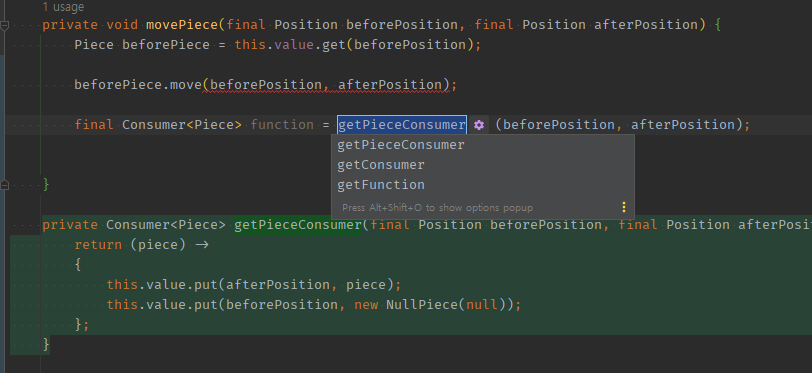 1 usage
private void movePiece(final Position beforePosition, final Position afterPosition) {
Piece beforePiece = this.value.get(beforePosition);
beforePiece.move(beforePosition, afterPosition);
final Consumer<Piece> function = getPieceConsumer (beforePosition, afterPosition);
getPieceConsumer
getConsumer
getFunction
Press Alt+Shift+O to show options popup
}
private Consumer<Piece> getPieceConsumer(final Position beforePosition, final Position afterPosi
return (piece) ->
{
this.value.put(afterPosition, piece);
this.value.put(beforePosition, new NullPiece(null));
};
}